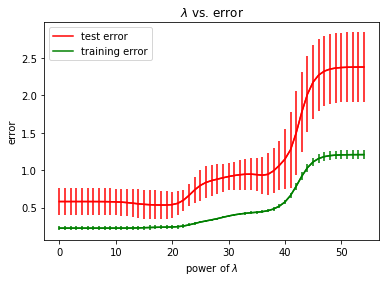 λ vs. error
test error
training error
2.5
2.0
1.5
1.0
0.5
error
0 10 20 30 40 50
power of λ